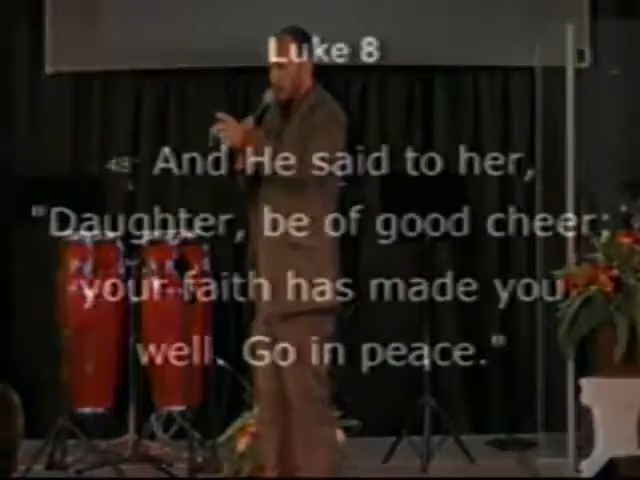 Luke 8
48 And He said to her,
"Daughter, be of good cheer;
your faith has made you
well. Go in peace."